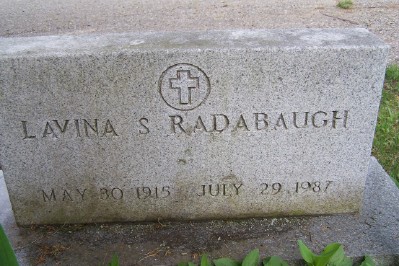 LAVINA S RADABAUGH
MAY 30 1915 JULY 29, 1987